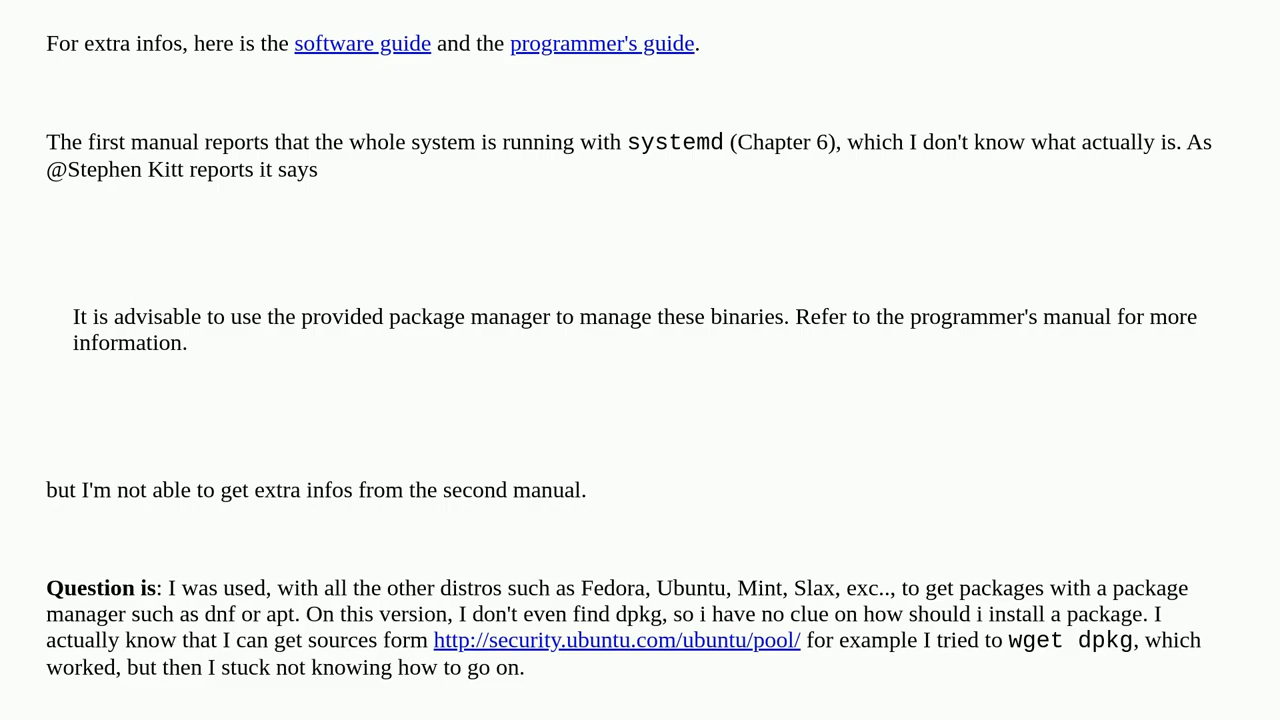 For extra infos, here is the software guide and the programmer's guide.
The first manual reports that the whole system is running with systemd (Chapter 6), which I don't know what actually is. As
@Stephen Kitt reports it says
It is advisable to use the provided package manager to manage these binaries. Refer to the programmer's manual for more
information.
but I'm not able to get extra infos from the second manual.
Question is: I was used, with all the other distros such as Fedora, Ubuntu, Mint, Slax, exc.., to get packages with a package
manager such as dnf or apt. On this version, I don't even find dpkg, so i have no clue on how should i install a package. I
actually know that I can get sources form http://security.ubuntu.com/ubuntu/pool/ for example I tried to wget dpkg, which
worked, but then I stuck not knowing how to go on.